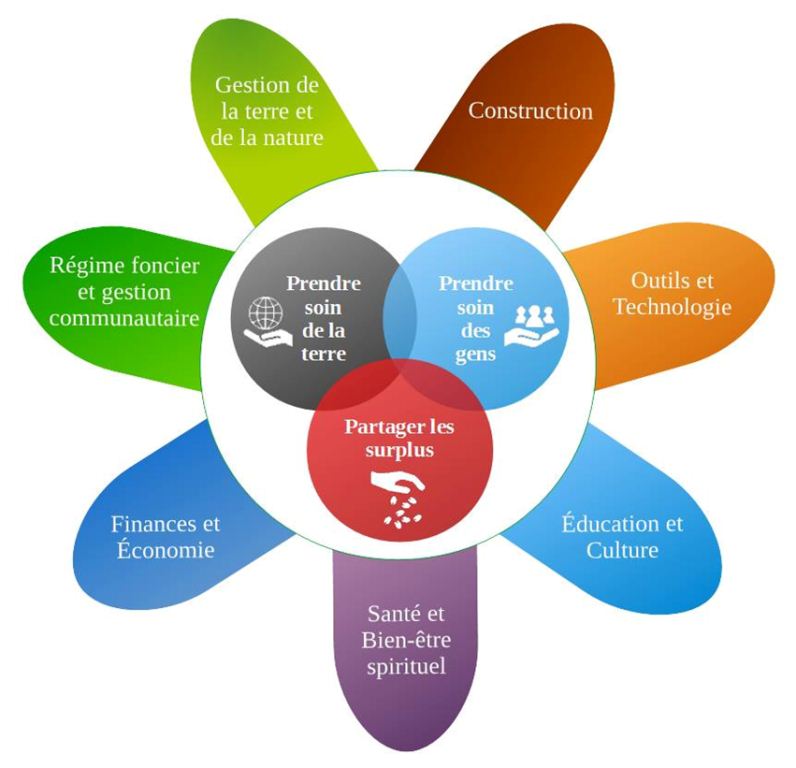 Gestion de
la terre et
de la nature
Construction
Outils et
Technologie
Éducation et
Culture
Santé et
Bien-être
spirituel
Finances et
Économie
Régime foncier
et gestion
communautaire
Prendre
soin
de la
terre
Prendre
soin
des
gens
Partager les
surplus